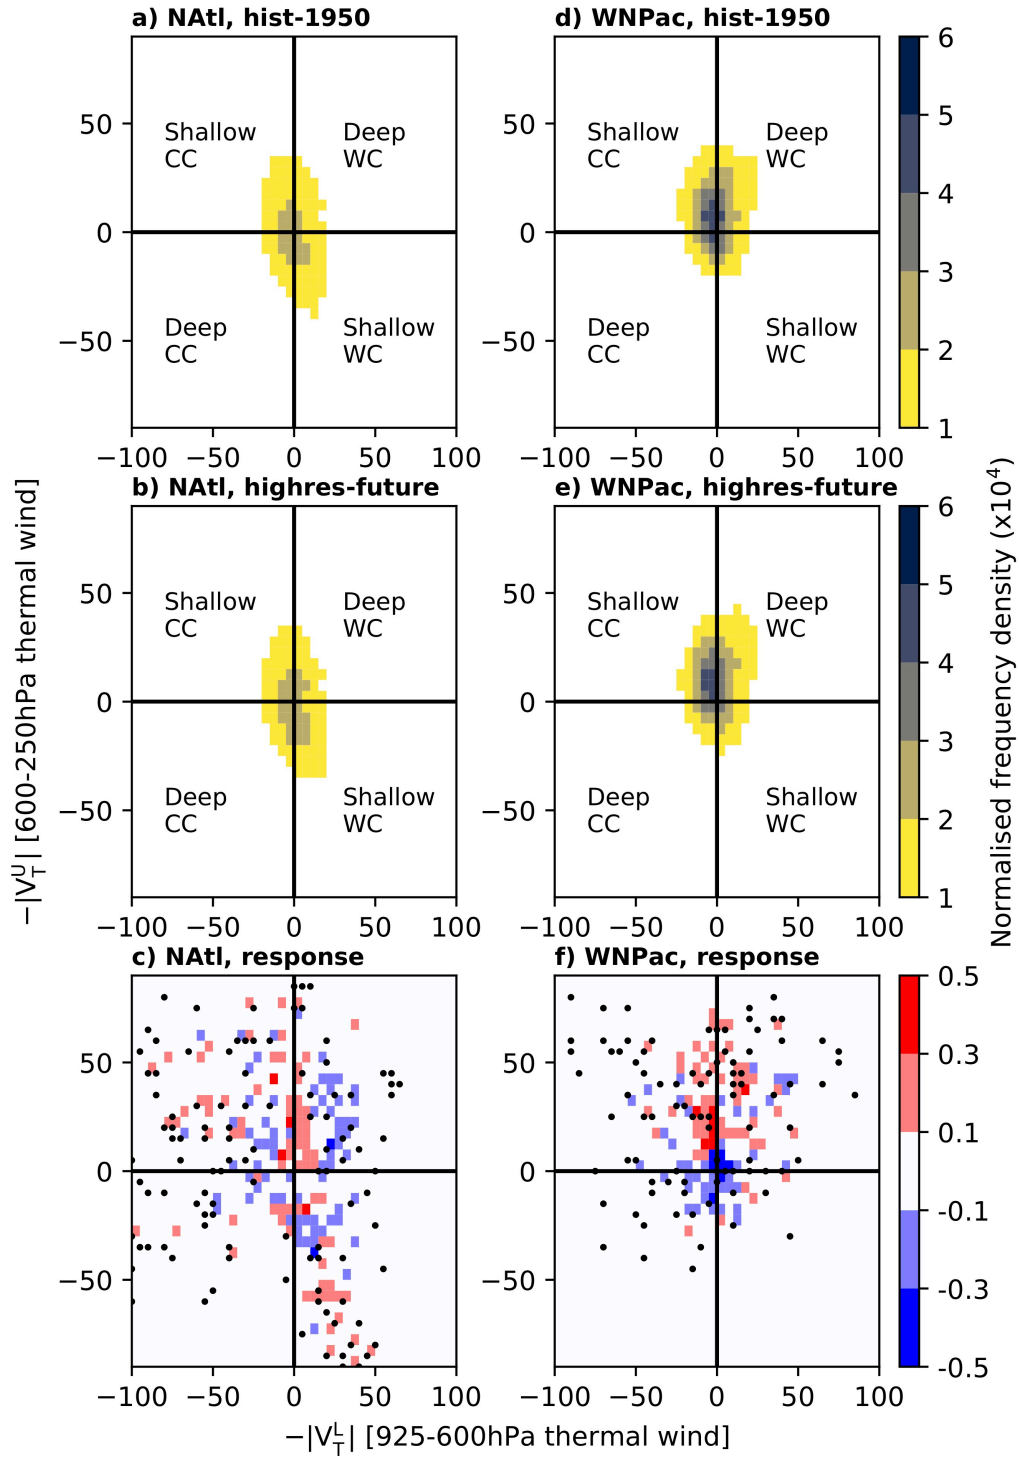 a) NAtl, hist-1950
d) WNPac, hist-1950
Shallow CC
Deep WC
Deep CC
Shallow WC
50
0
−50
−100 −50 0 50 100
Shallow CC
Deep WC
Deep CC
Shallow WC
50
0
−50
−100 −50 0 50 100
6
5
4
3
2
1
b) NAtl, highres-future
e) WNPac, highres-future
Shallow CC
Deep WC
Deep CC
Shallow WC
50
0
−50
−100 −50 0 50 100
Shallow CC
Deep WC
Deep CC
Shallow WC
50
0
−50
−100 −50 0 50 100
6
5
4
3
2
1
Normalised frequency density (x10⁴)
−|V_T^U| [600-250hPa thermal wind]
c) NAtl, response
f) WNPac, response
50
0
−50
−100 −50 0 50 100
50
0
−50
−100 −50 0 50 100
0.5
0.3
0.1
-0.1
-0.3
-0.5
−|V_T^L| [925-600hPa thermal wind]